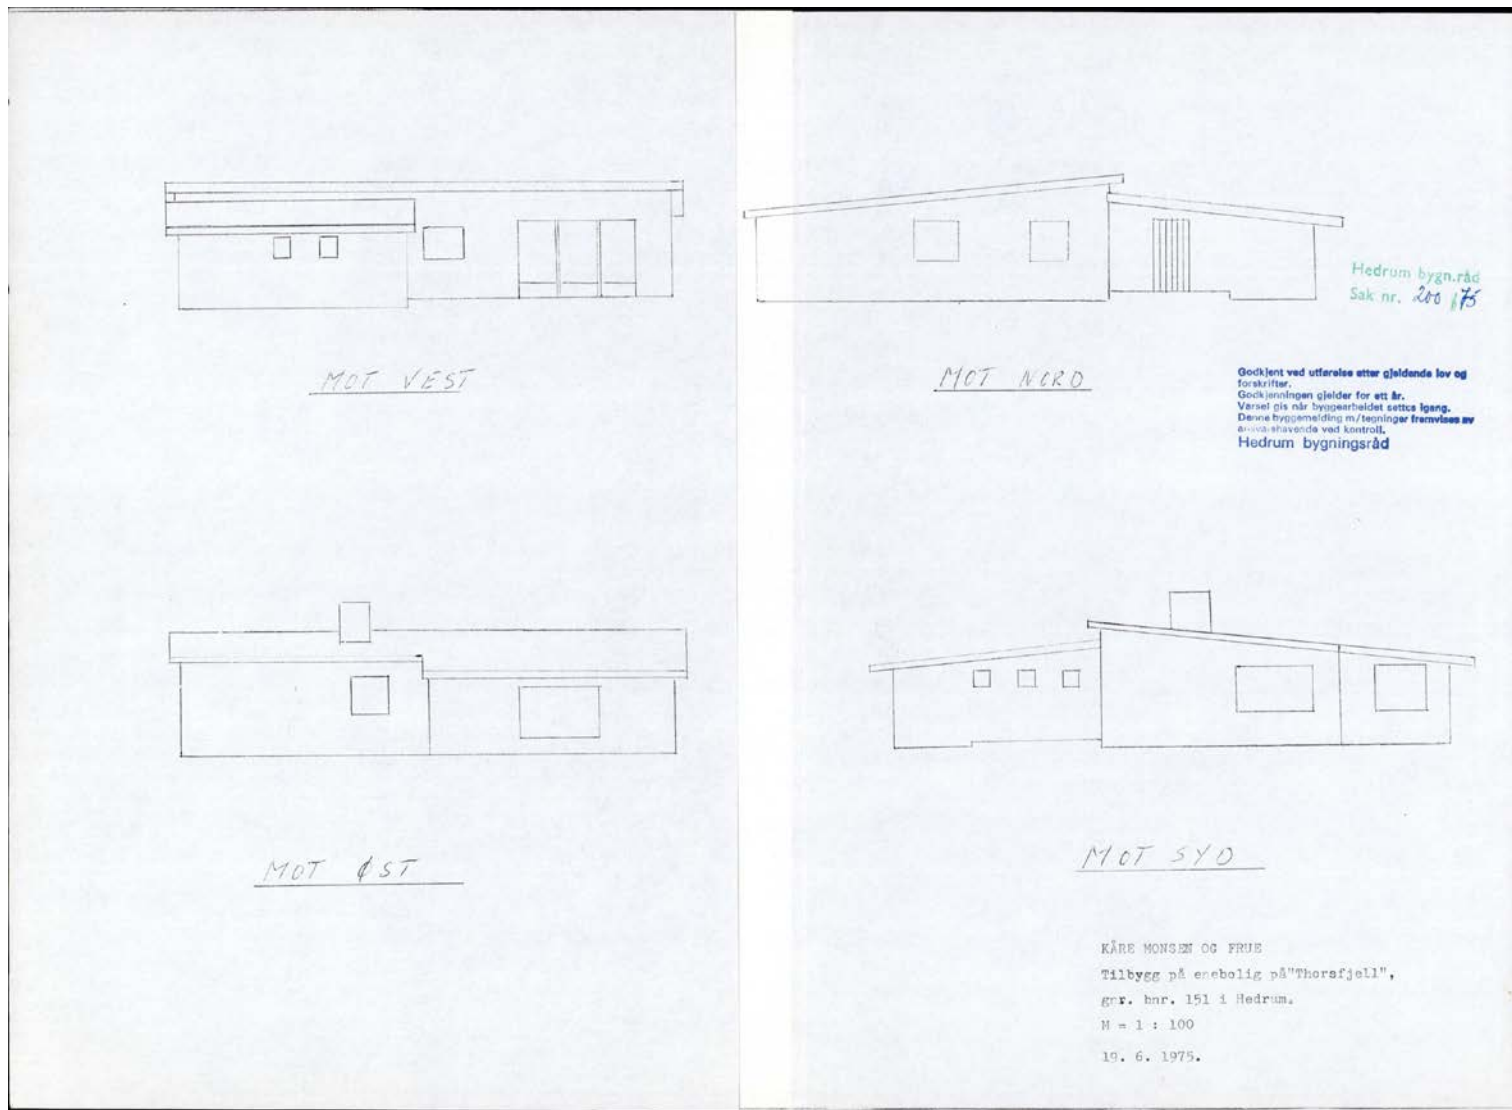 MOT VEST
MOT NORD
Hedrum bygn.råd
Sak nr. 200 /75
Godkjent ved utførelse etter gjeldende lov og
forskrifter.
Godkjenningen gjelder for ett år.
Varsel gis når byggearbeidet settes igang.
Denne byggemelding m/tegninger fremvises av
ansvarshavende ved kontroll.
Hedrum bygningsråd
MOT ØST
MOT SYD
KÅRE MONSEN OG FRUE
Tilbygg på enebolig på"Thorsfjell",
gnr. bnr. 151 i Hedrum.
M = 1 : 100
19. 6. 1975.